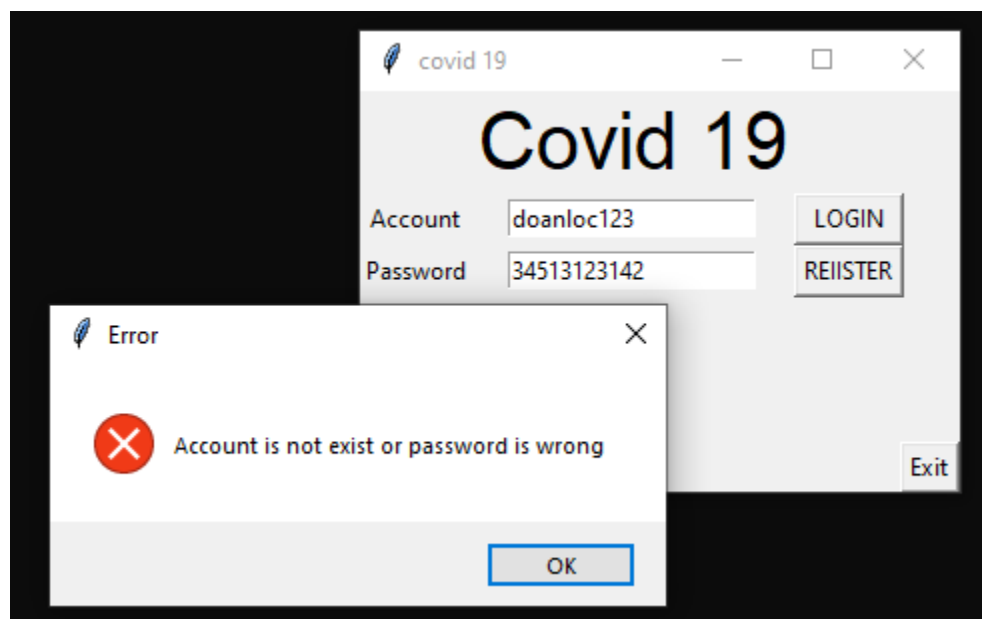 covid 19
Covid 19
Account doanloc123 LOGIN
Password 34513123142 REIISTER
Error
Account is not exist or password is wrong
Exit
OK